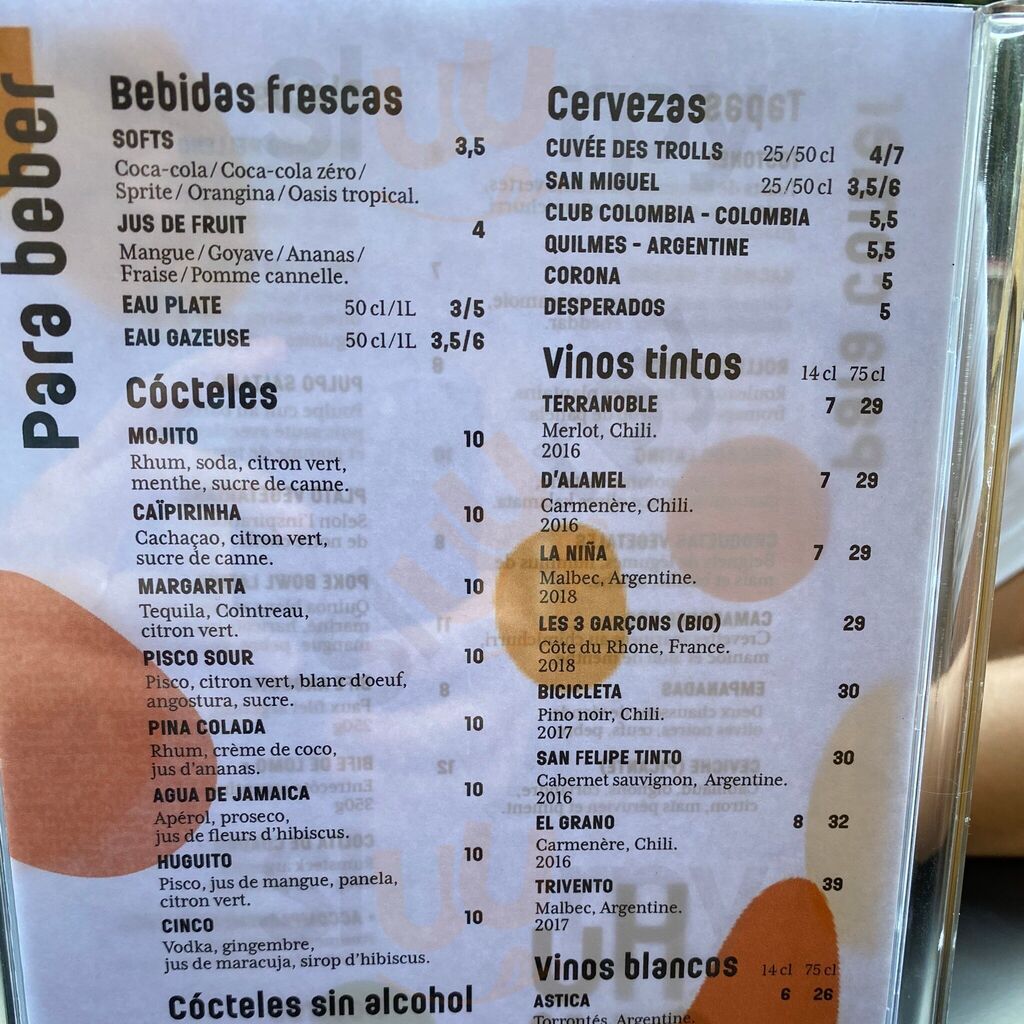 Para beber
Bebidas frescas
SOFTS 3,5
Coca-cola/Coca-cola zéro/
Sprite/Orangina/Oasis tropical.
JUS DE FRUIT 4
Mangue/Goyave/Ananas/
Fraise/Pomme cannelle.
EAU PLATE 50 cl/1L 3/5
EAU GAZEUSE 50 cl/1L 3,5/6
Cócteles
MOJITO 10
Rhum, soda, citron vert,
menthe, sucre de canne.
CAÏPIRINHA 10
Cachaçao, citron vert,
sucre de canne.
MARGARITA 10
Tequila, Cointreau,
citron vert.
PISCO SOUR 10
Pisco, citron vert, blanc d'oeuf,
angostura, sucre.
PINA COLADA 10
Rhum, crème de coco,
jus d'ananas.
AGUA DE JAMAICA 10
Apérol, proseco,
jus de fleurs d'hibiscus.
HUGUITO 10
Pisco, jus de mangue, panela,
citron vert.
CINCO 10
Vodka, gingembre,
jus de maracuja, sirop d'hibiscus.
Cócteles sin alcohol
Cervezas
CUVÉE DES TROLLS 25/50 cl 4/7
SAN MIGUEL 25/50 cl 3,5/6
CLUB COLOMBIA - COLOMBIA 5,5
QUILMES - ARGENTINE 5,5
CORONA 5
DESPERADOS 5
Vinos tintos 14 cl 75 cl
TERRANOBLE 7 29
Merlot, Chili.
2016
D'ALAMEL 7 29
Carmenère, Chili.
2016
LA NIÑA 7 29
Malbec, Argentine.
2018
LES 3 GARÇONS (BIO) 29
Côte du Rhone, France.
2018
BICICLETA 30
Pino noir, Chili.
2017
SAN FELIPE TINTO 30
Cabernet sauvignon, Argentine.
2016
EL GRANO 8 32
Carmenère, Chili.
2016
TRIVENTO 39
Malbec, Argentine.
2017
Vinos blancos 14 cl 75 cl
ASTICA 6 26
Torrontés, Argentine.